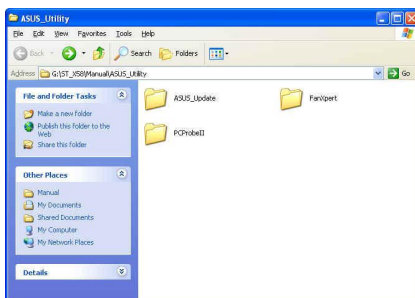 ASUS_Utility
File Edit View Favorites Tools Help
Back Search Folders
Address G:\ST_X58\Manual\ASUS_Utility Go
File and Folder Tasks
Make a new folder
Publish this folder to the Web
Share this folder
Other Places
Manual
My Documents
Shared Documents
My Computer
My Network Places
Details
ASUS_Update
FanXpert
PCProbeII